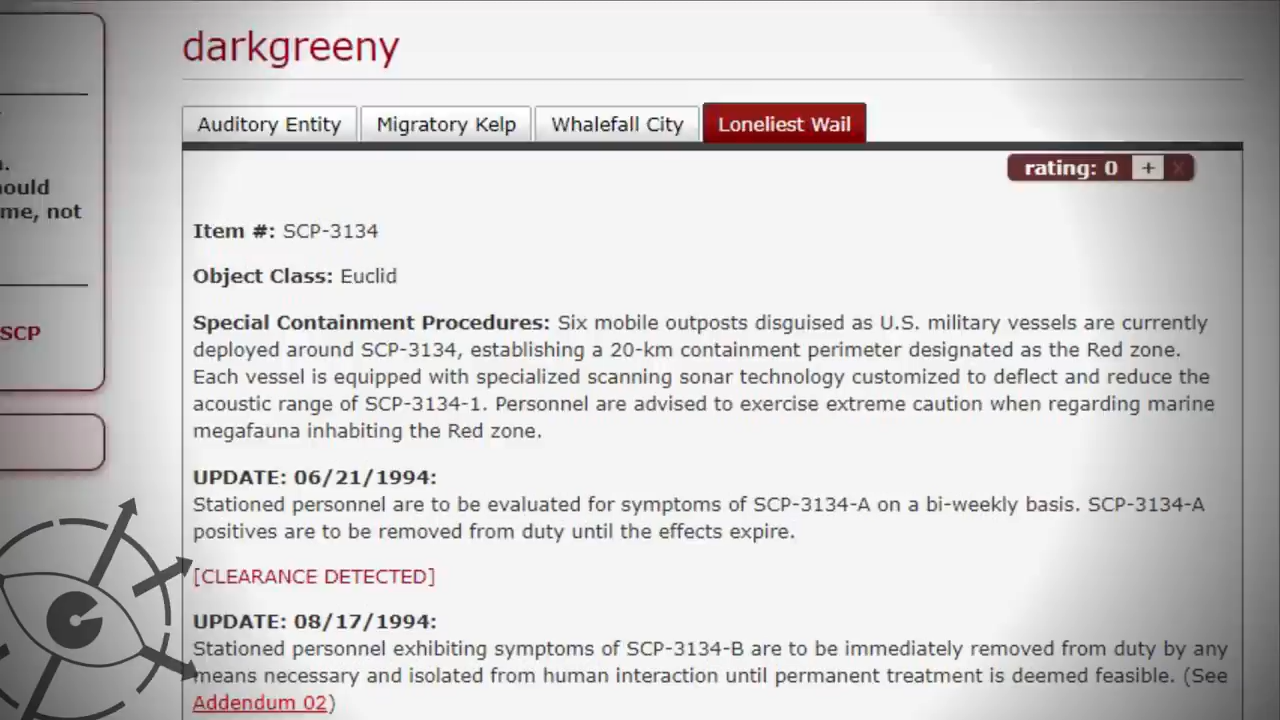 darkgreeny
Auditory Entity Migratory Kelp Whalefall City Loneliest Wail
rating: 0 + x
ould
me, not
SCP
Item #: SCP-3134
Object Class: Euclid
Special Containment Procedures: Six mobile outposts disguised as U.S. military vessels are currently
deployed around SCP-3134, establishing a 20-km containment perimeter designated as the Red zone.
Each vessel is equipped with specialized scanning sonar technology customized to deflect and reduce the
acoustic range of SCP-3134-1. Personnel are advised to exercise extreme caution when regarding marine
megafauna inhabiting the Red zone.
UPDATE: 06/21/1994:
Stationed personnel are to be evaluated for symptoms of SCP-3134-A on a bi-weekly basis. SCP-3134-A
positives are to be removed from duty until the effects expire.
[CLEARANCE DETECTED]
UPDATE: 08/17/1994:
Stationed personnel exhibiting symptoms of SCP-3134-B are to be immediately removed from duty by any
means necessary and isolated from human interaction until permanent treatment is deemed feasible. (See
Addendum 02)